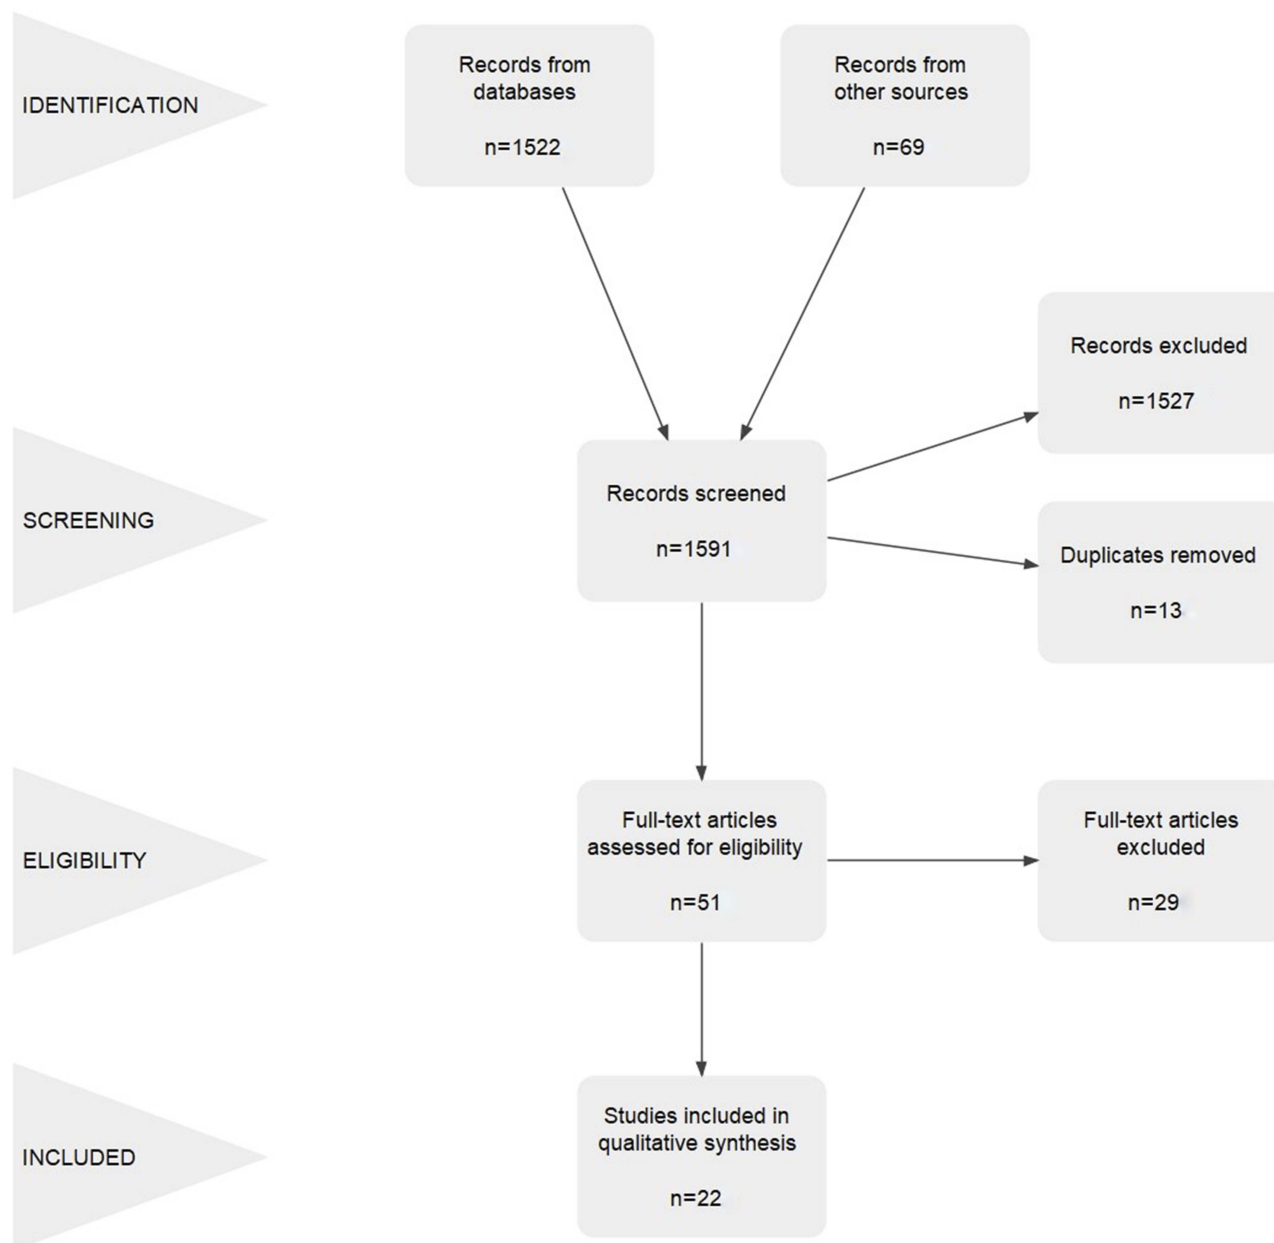 IDENTIFICATION
Records from
databases
n=1522
Records from
other sources
n=69
Records excluded
n=1527
SCREENING
Records screened
n=1591
Duplicates removed
n=13
ELIGIBILITY
Full-text articles
assessed for eligibility
n=51
Full-text articles
excluded
n=29
INCLUDED
Studies included in
qualitative synthesis
n=22